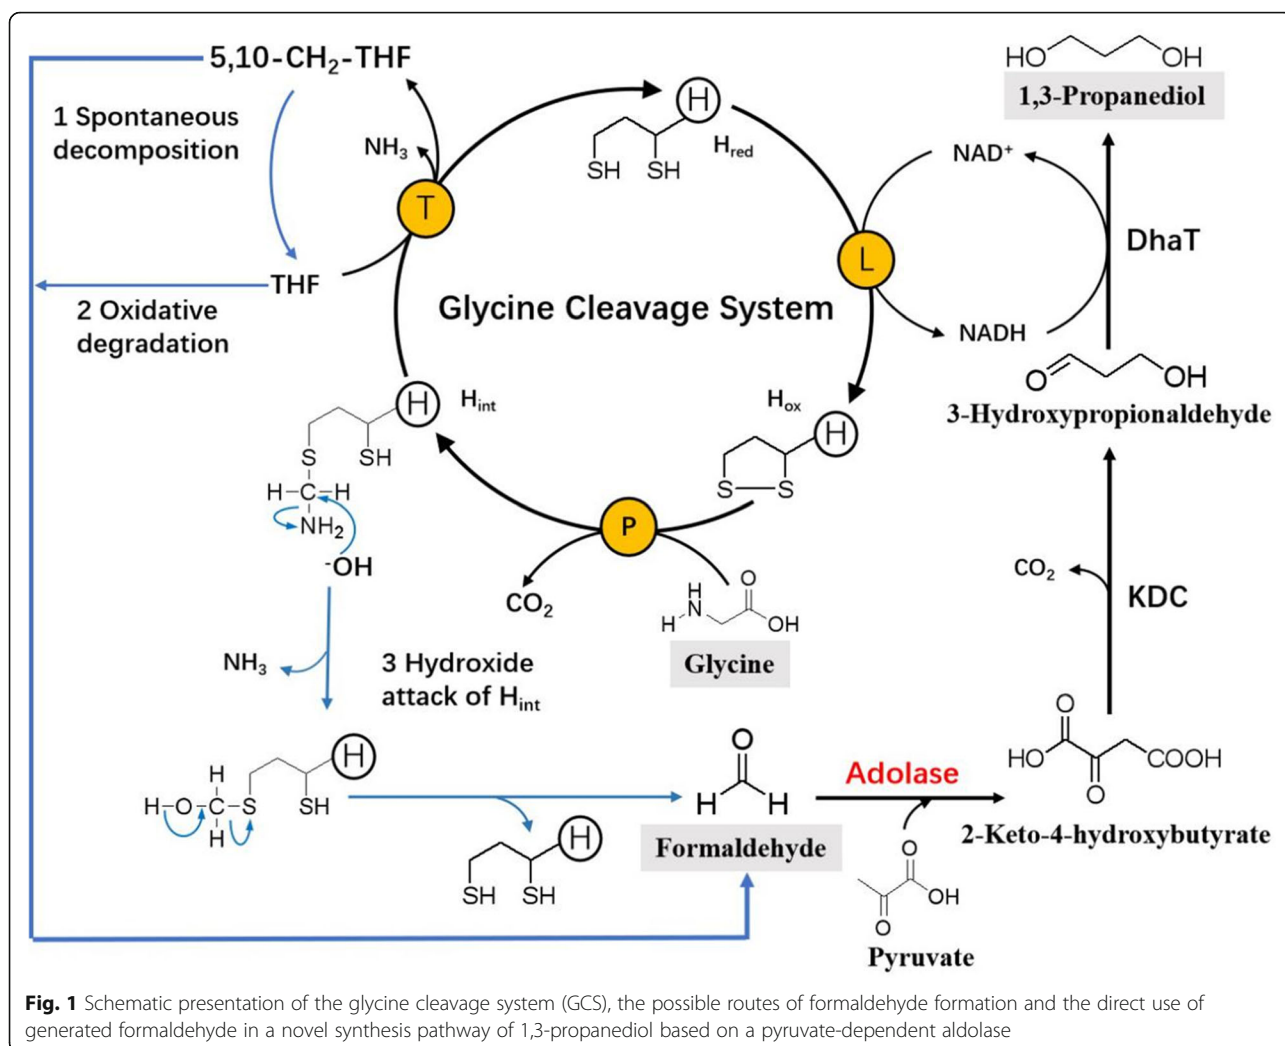 5,10-CH₂-THF
1 Spontaneous
decomposition
NH₃
T
THF
2 Oxidative
degradation
H
SH SH
H_red
L
NAD⁺
NADH
Glycine Cleavage System
HO OH
1,3-Propanediol
DhaT
O OH
3-Hydroxypropionaldehyde
H
H_int
S SH
H-C-H
NH₂
⁻OH
H_ox
H
S S
P
CO₂
H
N
H
O
OH
Glycine
CO₂
KDC
NH₃
3 Hydroxide
attack of H_int
H
H
H-O-C-S SH
H
H
SH SH
O
H H
Formaldehyde
Adolase
O
HO COOH
O
2-Keto-4-hydroxybutyrate
O
OH
O
Pyruvate
Fig. 1 Schematic presentation of the glycine cleavage system (GCS), the possible routes of formaldehyde formation and the direct use of
generated formaldehyde in a novel synthesis pathway of 1,3-propanediol based on a pyruvate-dependent aldolase